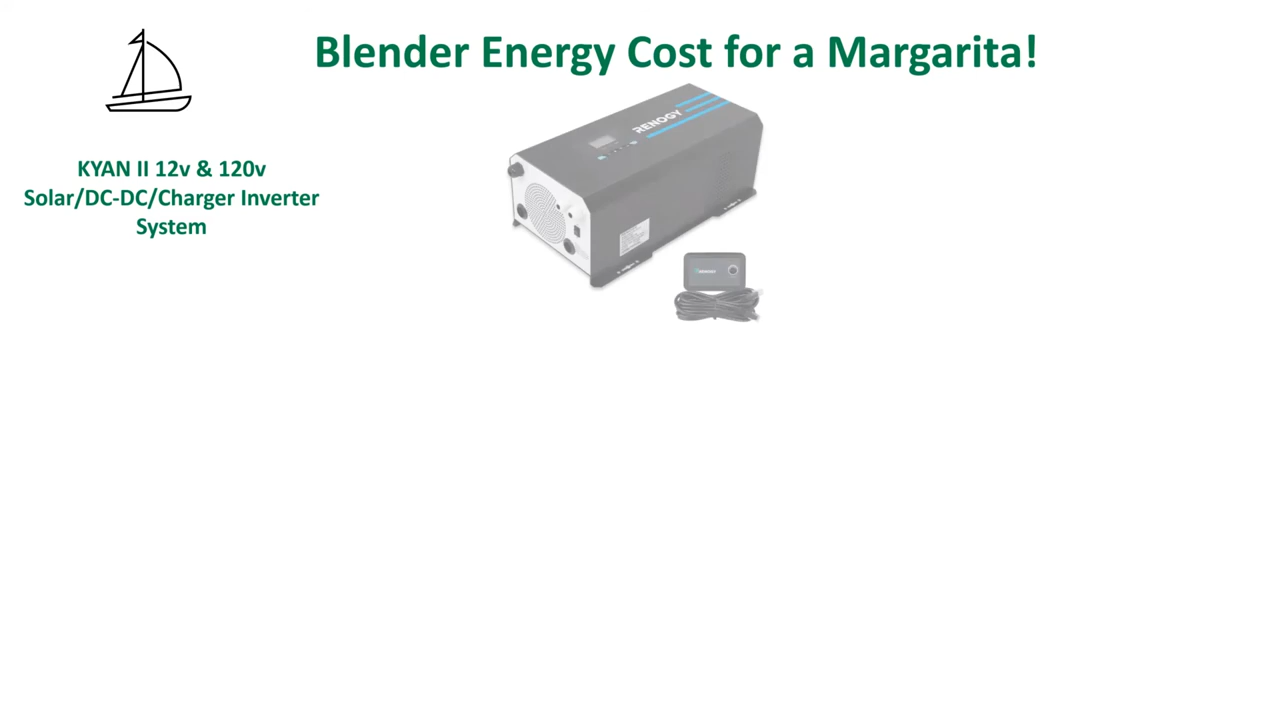 Blender Energy Cost for a Margarita!
KYAN II 12v & 120v
Solar/DC-DC/Charger Inverter
System
RENOGY